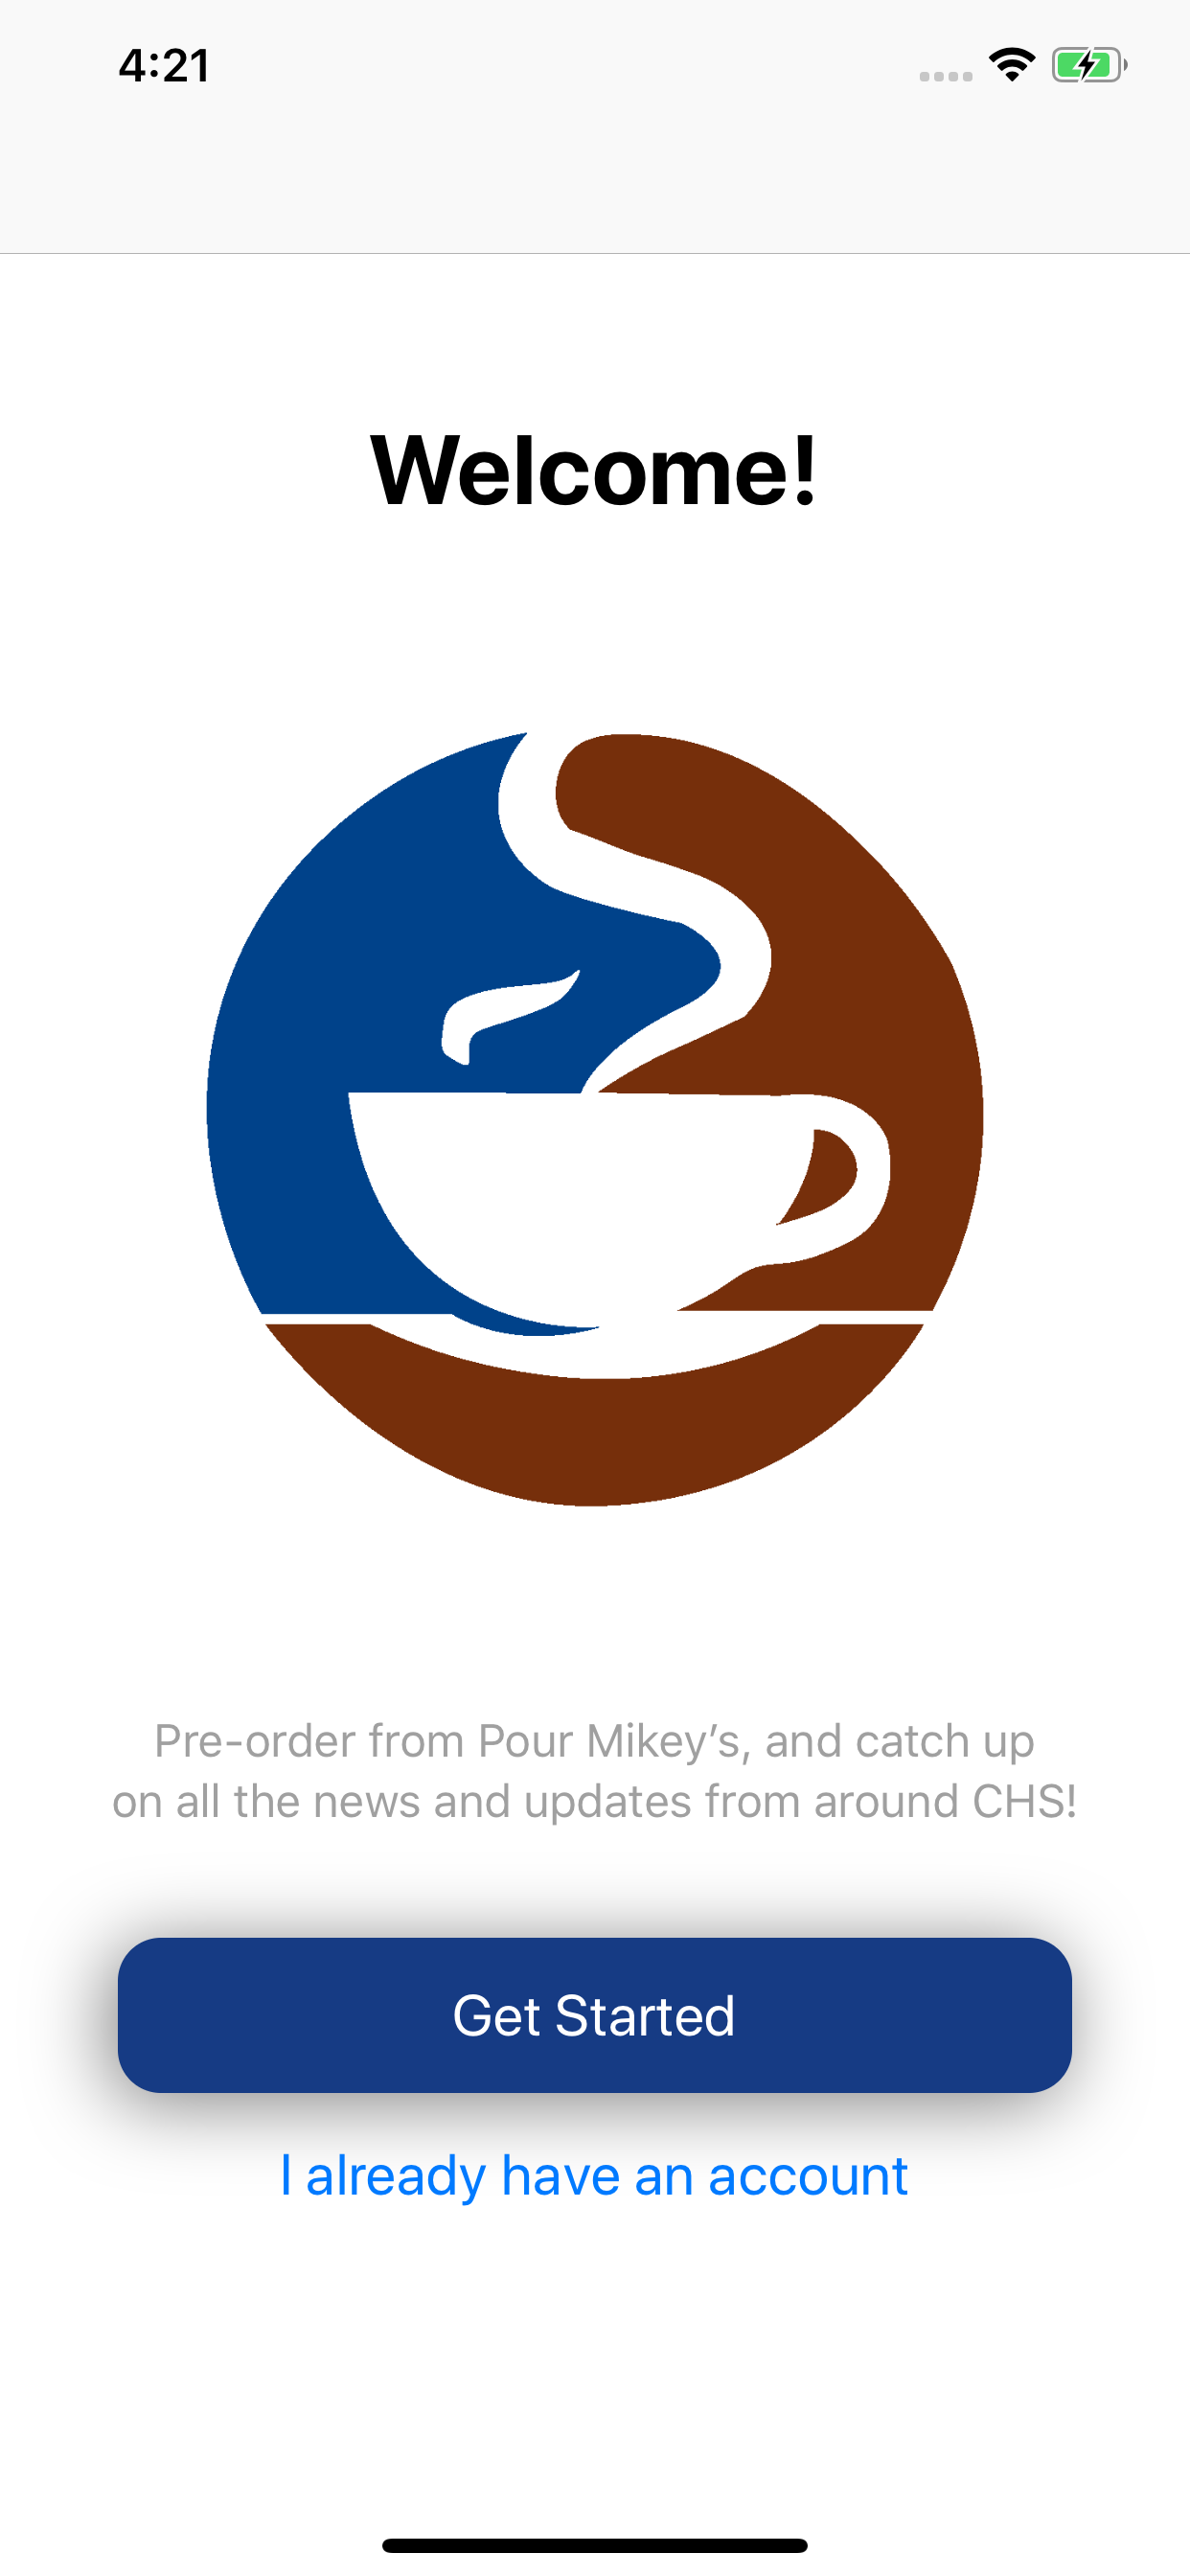 4:21
Welcome!
Pre-order from Pour Mikey’s, and catch up
on all the news and updates from around CHS!
Get Started
I already have an account